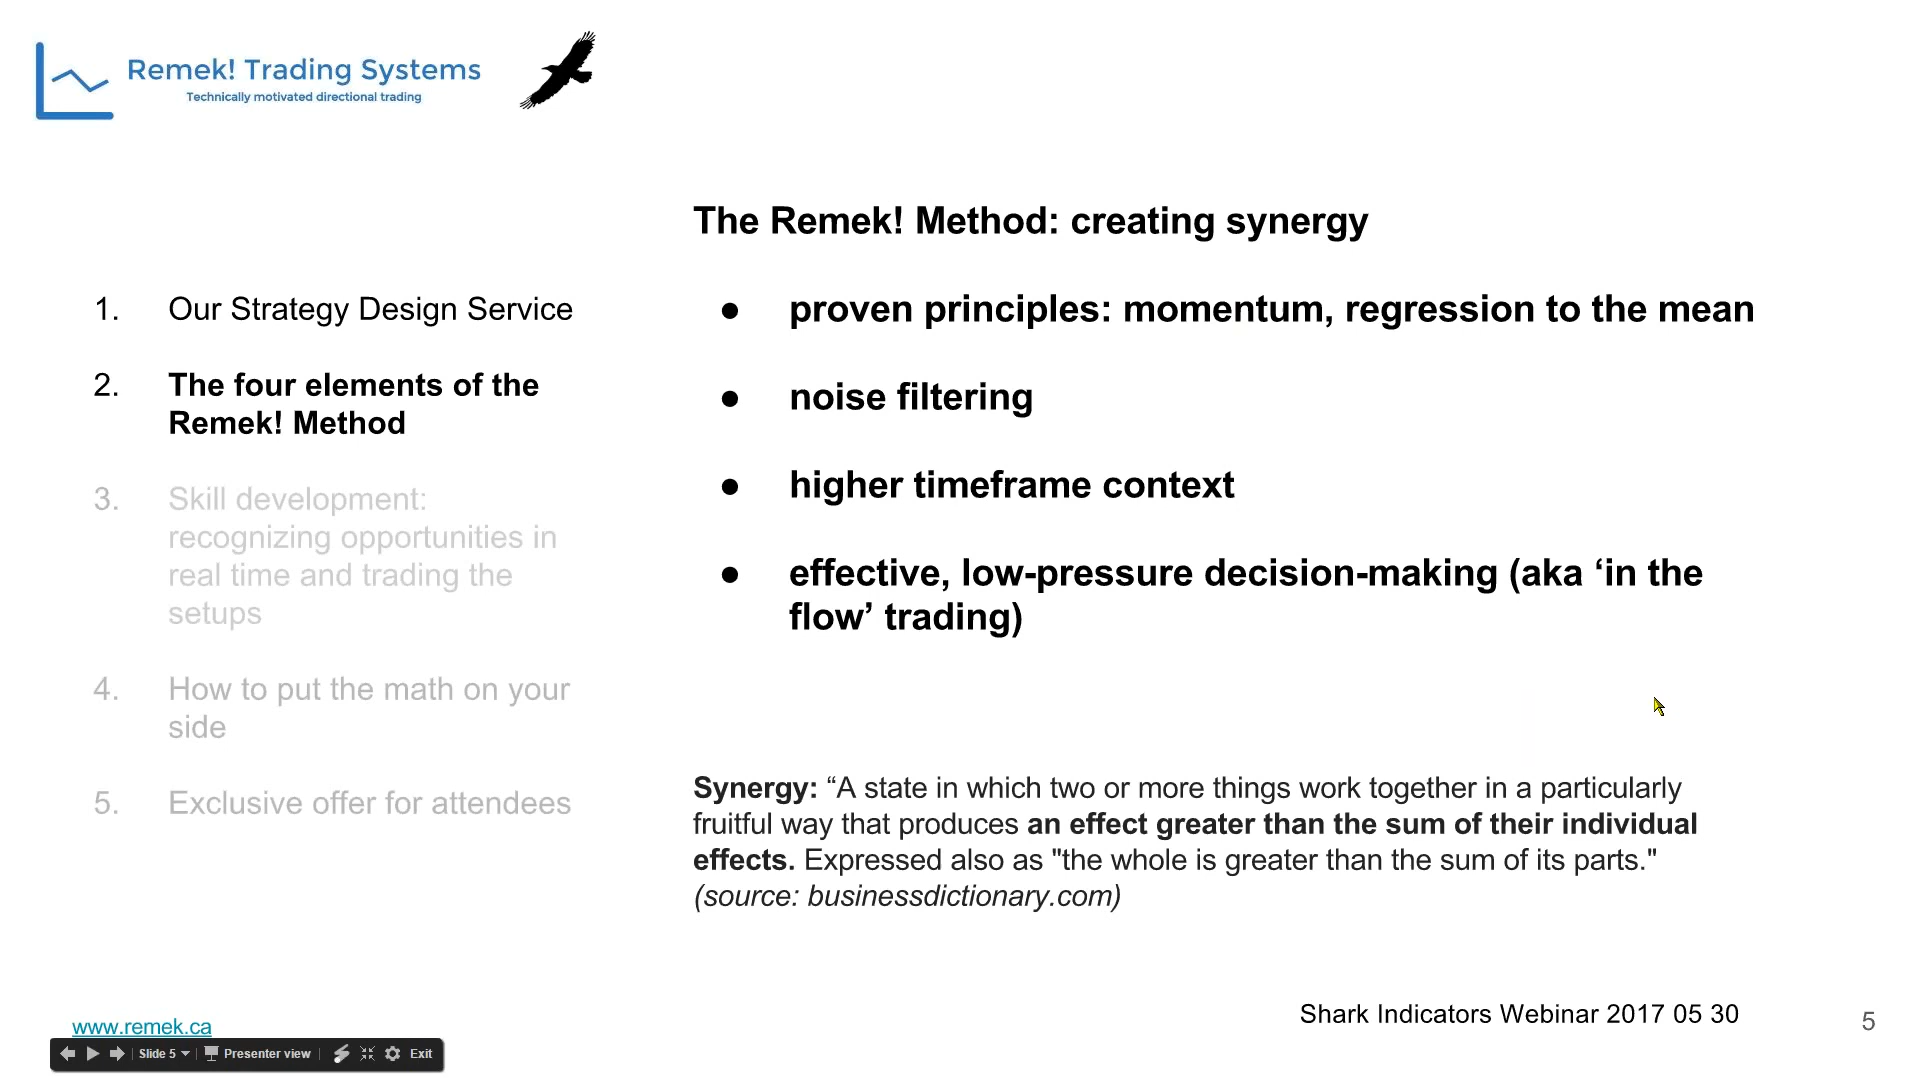 Remek! Trading Systems
Technically motivated directional trading
The Remek! Method: creating synergy
1. Our Strategy Design Service
2. The four elements of the
Remek! Method
3. Skill development:
recognizing opportunities in
real time and trading the
setups
4. How to put the math on your
side
5. Exclusive offer for attendees
● proven principles: momentum, regression to the mean
● noise filtering
● higher timeframe context
● effective, low-pressure decision-making (aka ‘in the
flow’ trading)
Synergy: “A state in which two or more things work together in a particularly
fruitful way that produces an effect greater than the sum of their individual
effects. Expressed also as "the whole is greater than the sum of its parts."
(source: businessdictionary.com)
www.remek.ca
Shark Indicators Webinar 2017 05 30
5
Slide 5 Presenter view Exit